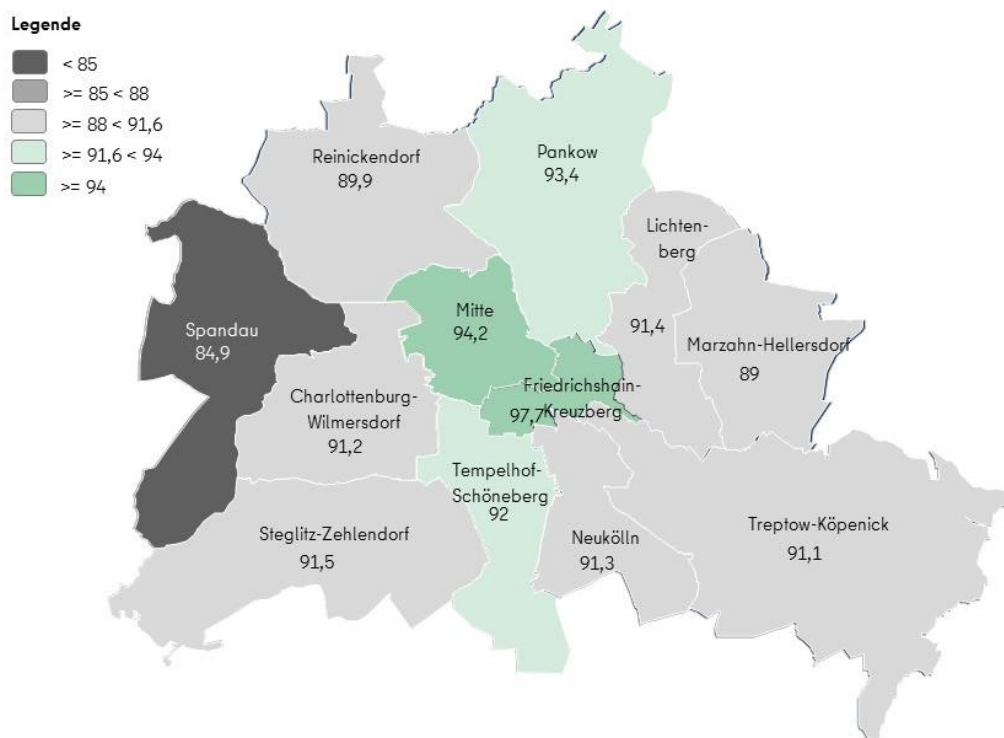 Legende
< 85
>= 85 < 88
>= 88 < 91,6
>= 91,6 < 94
>= 94
Reinickendorf
89,9
Pankow
93,4
Lichten-
berg
91,4
Spandau
84,9
Mitte
94,2
Marzahn-Hellersdorf
89
Charlottenburg-
Wilmersdorf
91,2
Friedrichshain-
Kreuzberg
97,7
Tempelhof-
Schöneberg
92
Steglitz-Zehlendorf
91,5
Neukölln
91,3
Treptow-Köpenick
91,1